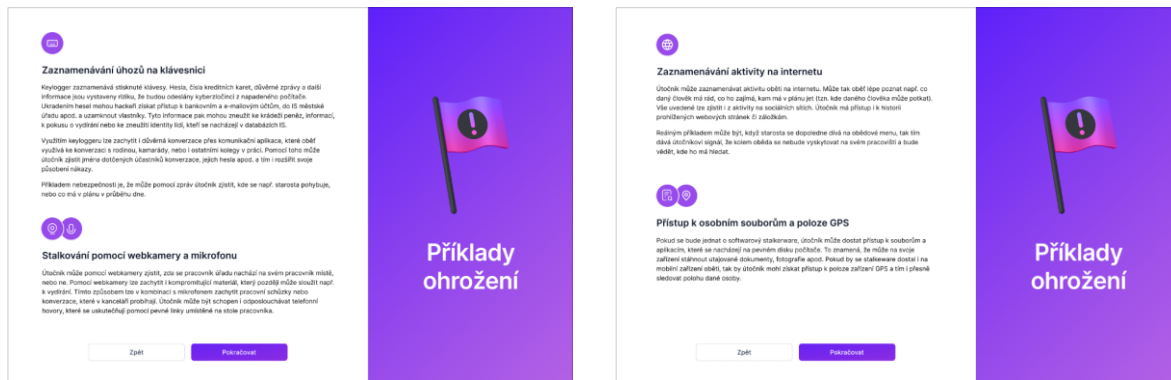 Zaznamenávání úhozů na klávesnici
Keylogger zaznamenává stisknuté klávesy. Hesla, čísla kreditních karet, důvěrné zprávy a další
informace jsou vystaveny riziku, že budou odeslány kyberzločinci z napadeného počítače.
Ukradením hesel mohou hackeři získat přístup k bankovním a e-mailovým účtům, do IS městské
úřadu apod. a uzamknout vlastníky. Tyto informace pak mohou zneužít ke krádeži peněz, informací,
k pokusu o vydírání nebo ke zneužití identity lidí, kteří se nacházejí v databázích IS.
Využitím keyloggeru lze zachytit i důvěrná konverzace přes komunikační aplikace, které oběť
využívá ke konverzaci s rodinou, kamarády, nebo i ostatními kolegy v práci. Pomocí toho může
útočník zjistit jména dotčených účastníků konverzace, jejich hesla apod. a tím i rozšířit svoje
působení nákazy.
Příkladem nebezpečnosti je, že může pomocí zpráv útočník zjistit, kde se např. starosta pohybuje,
nebo co má v plánu v průběhu dne.
Stalkování pomocí webkamery a mikrofonu
Útočník může pomocí webkamery zjistit, zda se pracovník úřadu nachází na svém pracovní místě,
nebo ne. Pomocí webkamery lze zachytit i kompromitující materiál, který později může sloužit např.
k vydírání. Tímto způsobem lze v kombinaci s mikrofonem zachytit pracovní schůzky nebo
konverzace, které v kanceláři probíhají. Útočník může být schopen i odposlouchávat telefonní
hovory, které se uskutečňují pomocí pevné linky umístěné na stole pracovníka.
Zpět
Pokračovat
Příklady
ohrožení
Zaznamenávání aktivity na internetu
Útočník může zaznamenávat aktivitu oběti na internetu. Může tak oběť lépe poznat např. co
daný člověk má rád, co ho zajímá, kam má v plánu jet (tzn. kde daného člověka může potkat).
Vše uvedené lze zjistit i z aktivity na sociálních sítích. Útočník má přístup i k historii
prohlížených webových stránek či záložkám.
Reálným příkladem může být, když starosta se dopoledne dívá na obědové menu, tak tím
dává útočníkovi signál, že kolem oběda se nebude vyskytovat na svém pracovišti a bude
vědět, kde ho má hledat.
Přístup k osobním souborům a poloze GPS
Pokud se bude jednat o softwarový stalkerware, útočník může dostat přístup k souborům a
aplikacím, které se nacházejí na pevném disku počítače. To znamená, že může na svoje
zařízení stáhnout utajované dokumenty, fotografie apod. Pokud by se stalkeware dostal i na
mobilní zařízení oběti, tak by útočník mohl získat přístup k poloze zařízení GPS a tím i přesně
sledovat polohu dané osoby.
Zpět
Pokračovat
Příklady
ohrožení